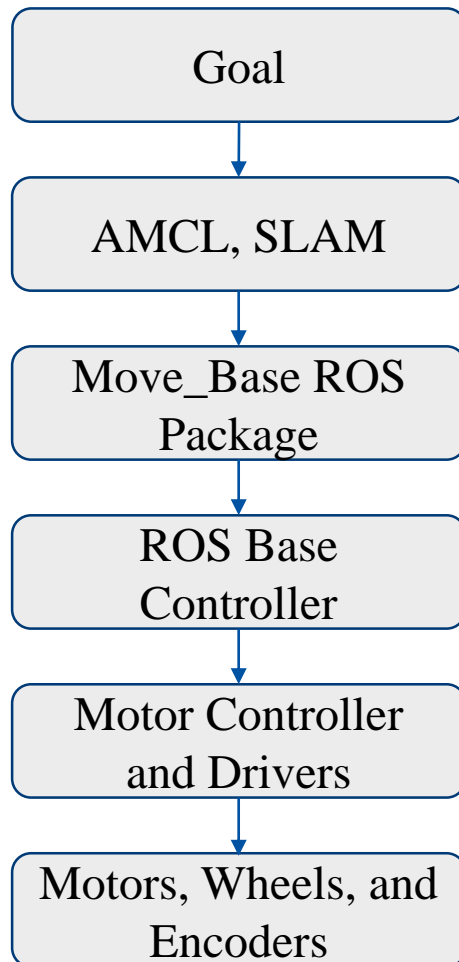 Goal
AMCL, SLAM
Move_Base ROS
Package
ROS Base
Controller
Motor Controller
and Drivers
Motors, Wheels, and
Encoders